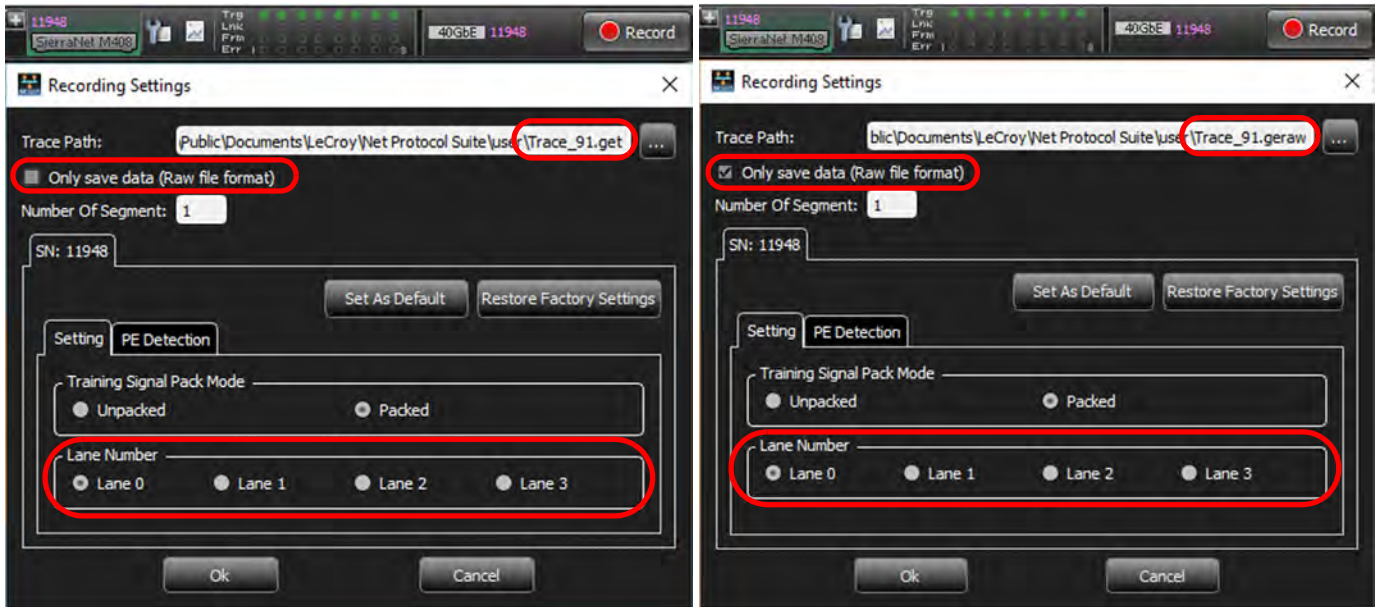 11948
SierraNet M408
Trg
Lnk
Frm
Err
40GbE 11948
Record
Recording Settings
Trace Path: Public\Documents\LeCroy\Net Protocol Suite\user\Trace_91.get ...
Only save data (Raw file format)
Number Of Segment: 1
SN: 11948
Set As Default Restore Factory Settings
Setting PE Detection
Training Signal Pack Mode
Unpacked Packed
Lane Number
Lane 0 Lane 1 Lane 2 Lane 3
Ok Cancel
11948
SierraNet M408
Trg
Lnk
Frm
Err
40GbE 11948
Record
Recording Settings
Trace Path: blic\Documents\LeCroy\Net Protocol Suite\user\Trace_91.geraw ...
Only save data (Raw file format)
Number Of Segment: 1
SN: 11948
Set As Default Restore Factory Settings
Setting PE Detection
Training Signal Pack Mode
Unpacked Packed
Lane Number
Lane 0 Lane 1 Lane 2 Lane 3
Ok Cancel